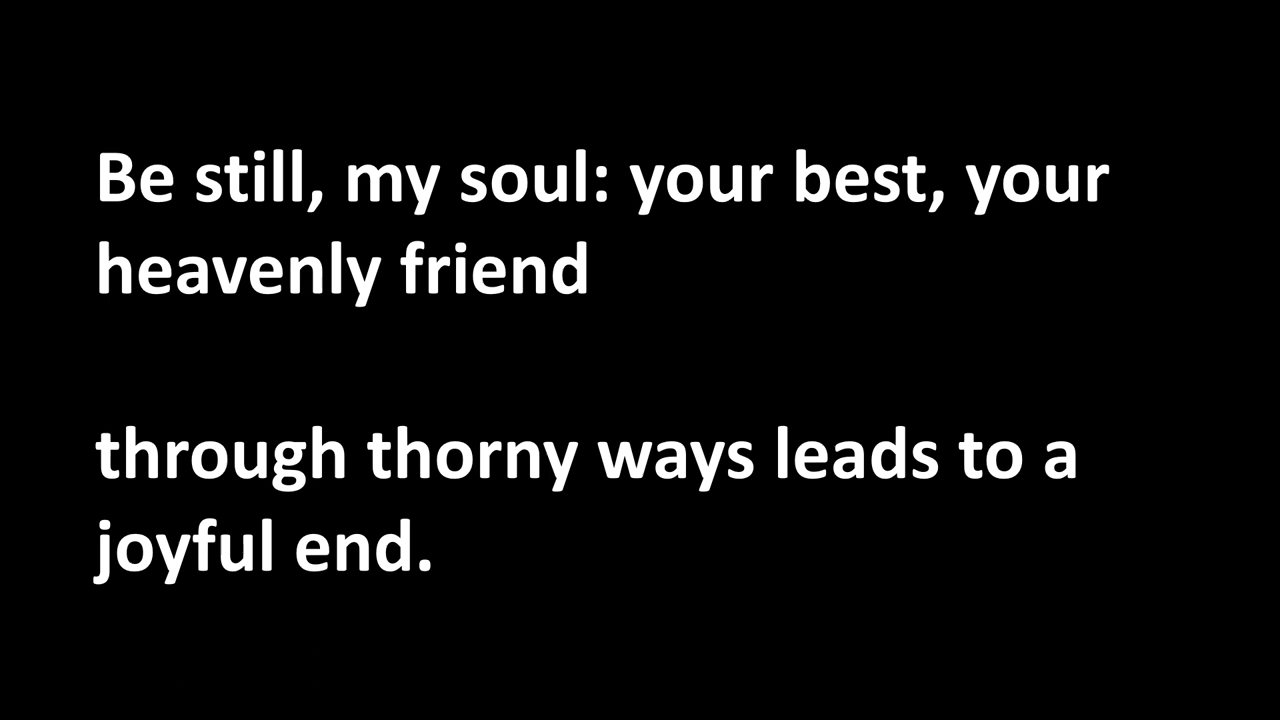 Be still, my soul: your best, your
heavenly friend
through thorny ways leads to a
joyful end.